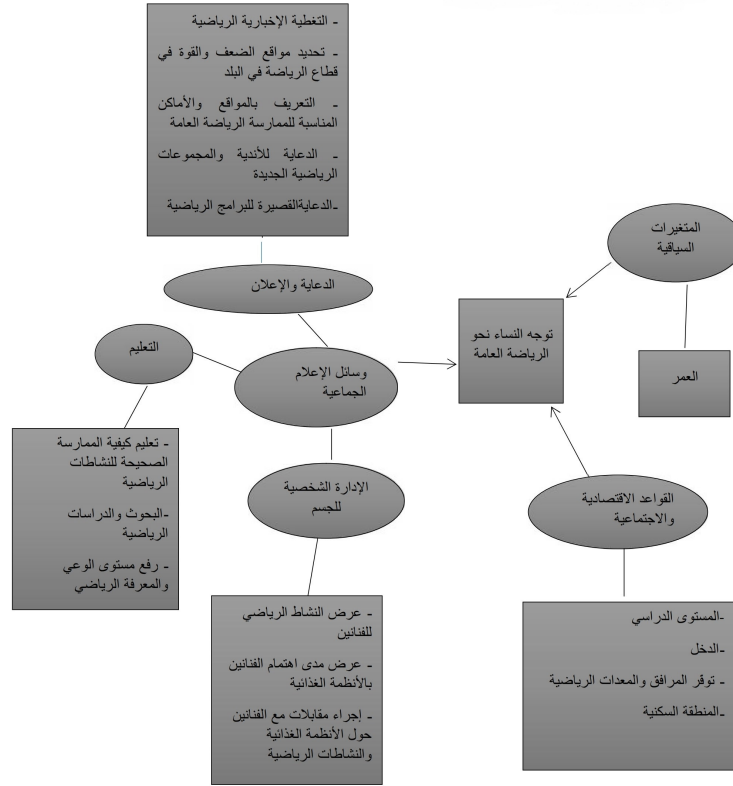 - التغطية الإخبارية الرياضية
- تحديد مواقع الضعف والقوة في
قطاع الرياضة في البلد
- التعريف بالمواقع والأماكن
المناسبة للممارسة الرياضة العامة
- الدعاية للأندية والمجموعات
الرياضية الجديدة
-الدعايةالقصيرة للبرامج الرياضية
المتغيرات
السياقية
الدعاية والإعلان
توجه النساء نحو
الرياضة العامة
التعليم
وسائل الإعلام
الجماعية
العمر
- تعليم كيفية الممارسة
الصحيحة للنشاطات
الرياضية
-البحوث والدراسات
الرياضية
- رفع مستوى الوعي
والمعرفة الرياضي
الإدارة الشخصية
للجسم
القواعد الاقتصادية
والاجتماعية
- عرض النشاط الرياضي
للفنانين
- عرض مدى اهتمام الفنانين
بالأنظمة الغذائية
- إجراء مقابلات مع الفنانين
حول الأنظمة الغذائية
والنشاطات الرياضية
-المستوى الدراسي
-الدخل
- توفر المرافق والمعدات الرياضية
-المنطقة السكنية